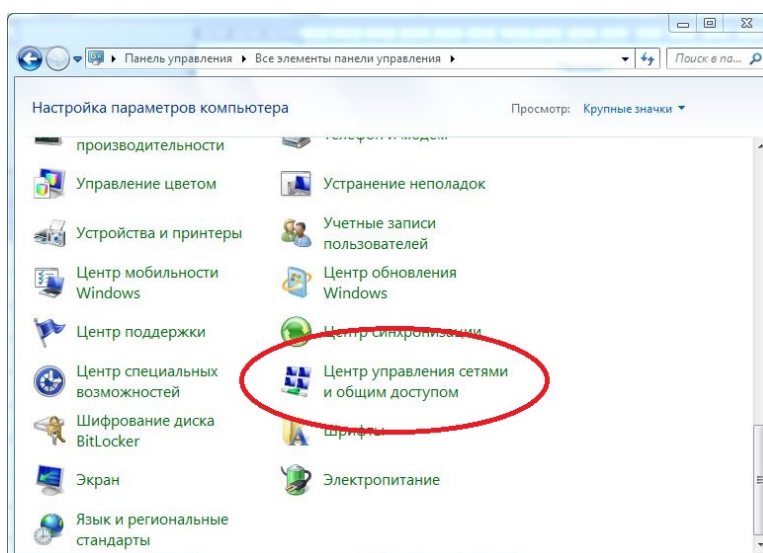 Панель управления ▸ Все элементы панели управления ▸
Поиск в па...
Настройка параметров компьютера
Просмотр: Крупные значки
производительности
Телефон и модем
Управление цветом
Устранение неполадок
Устройства и принтеры
Учетные записи
пользователей
Центр мобильности
Windows
Центр обновления
Windows
Центр поддержки
Центр синхронизации
Центр специальных
возможностей
Центр управления сетями
и общим доступом
Шифрование диска
BitLocker
Шрифты
Экран
Электропитание
Язык и региональные
стандарты